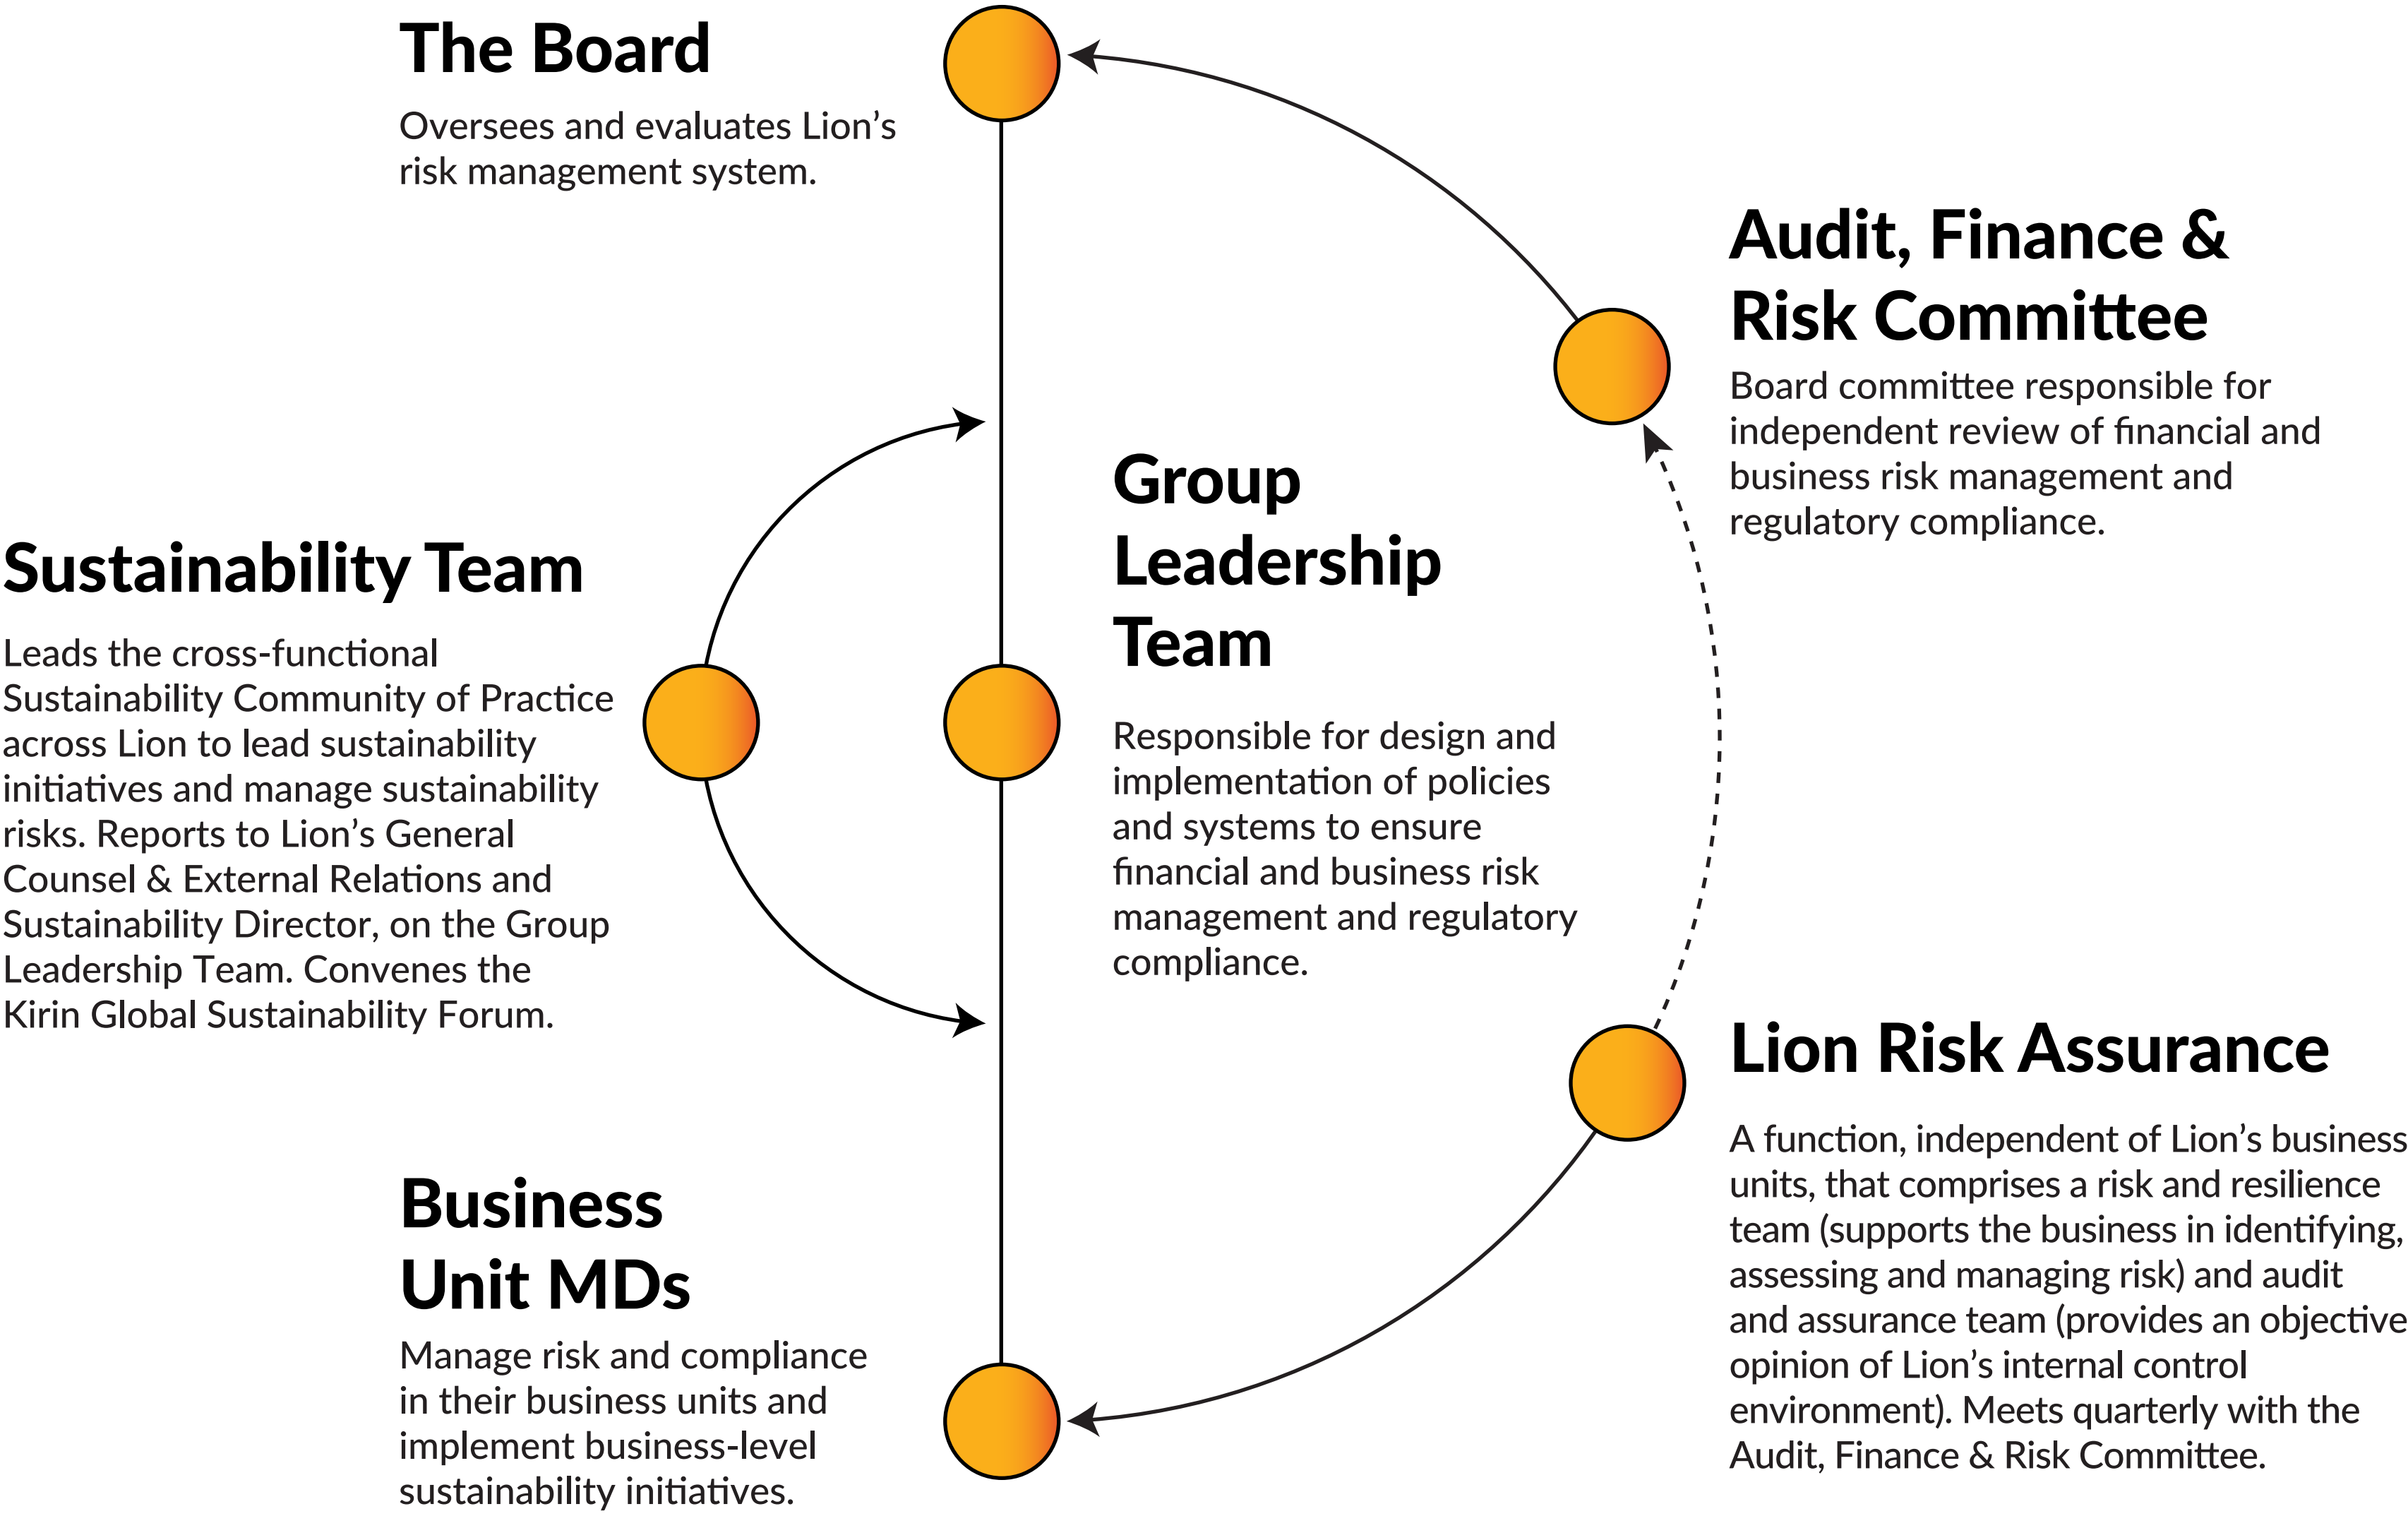 The Board
Oversees and evaluates Lion’s
risk management system.
Audit, Finance &
Risk Committee
Board committee responsible for
independent review of financial and
business risk management and
regulatory compliance.
Group
Leadership
Team
Responsible for design and
implementation of policies
and systems to ensure
financial and business risk
management and regulatory
compliance.
Sustainability Team
Leads the cross-functional
Sustainability Community of Practice
across Lion to lead sustainability
initiatives and manage sustainability
risks. Reports to Lion’s General
Counsel & External Relations and
Sustainability Director, on the Group
Leadership Team. Convenes the
Kirin Global Sustainability Forum.
Lion Risk Assurance
A function, independent of Lion’s business
units, that comprises a risk and resilience
team (supports the business in identifying,
assessing and managing risk) and audit
and assurance team (provides an objective
opinion of Lion’s internal control
environment). Meets quarterly with the
Audit, Finance & Risk Committee.
Business
Unit MDs
Manage risk and compliance
in their business units and
implement business-level
sustainability initiatives.